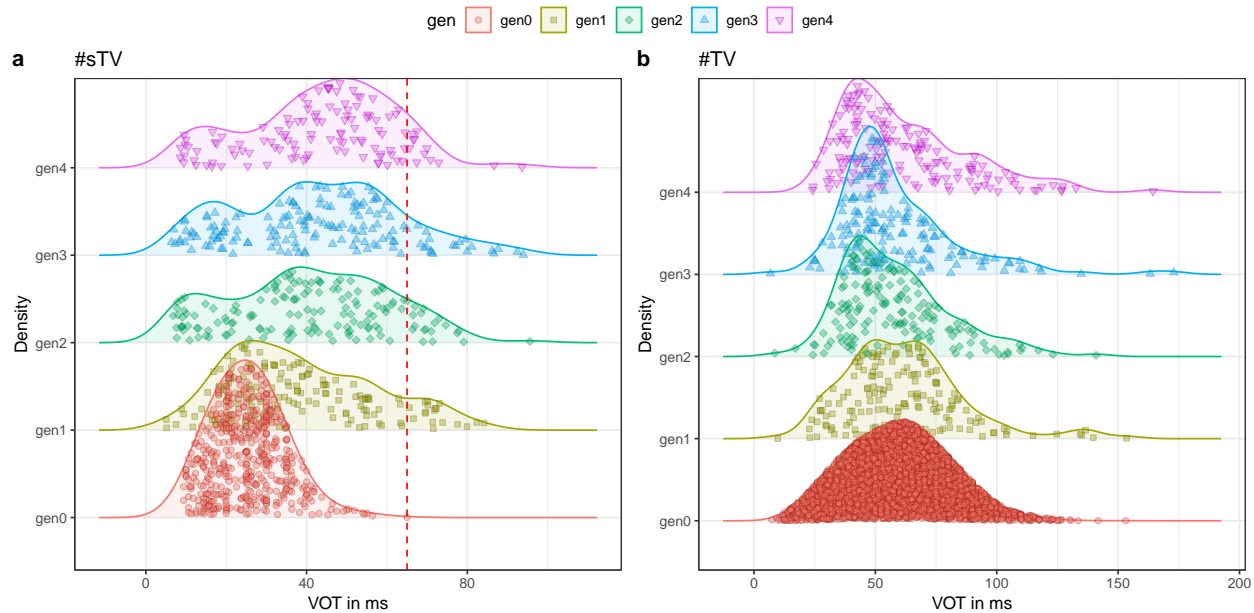 gen gen0 gen1 gen2 gen3 gen4
a #sTV
gen4
gen3
gen2
gen1
gen0
Density
0 40 80
VOT in ms
b #TV
gen4
gen3
gen2
gen1
gen0
Density
0 50 100 150 200
VOT in ms